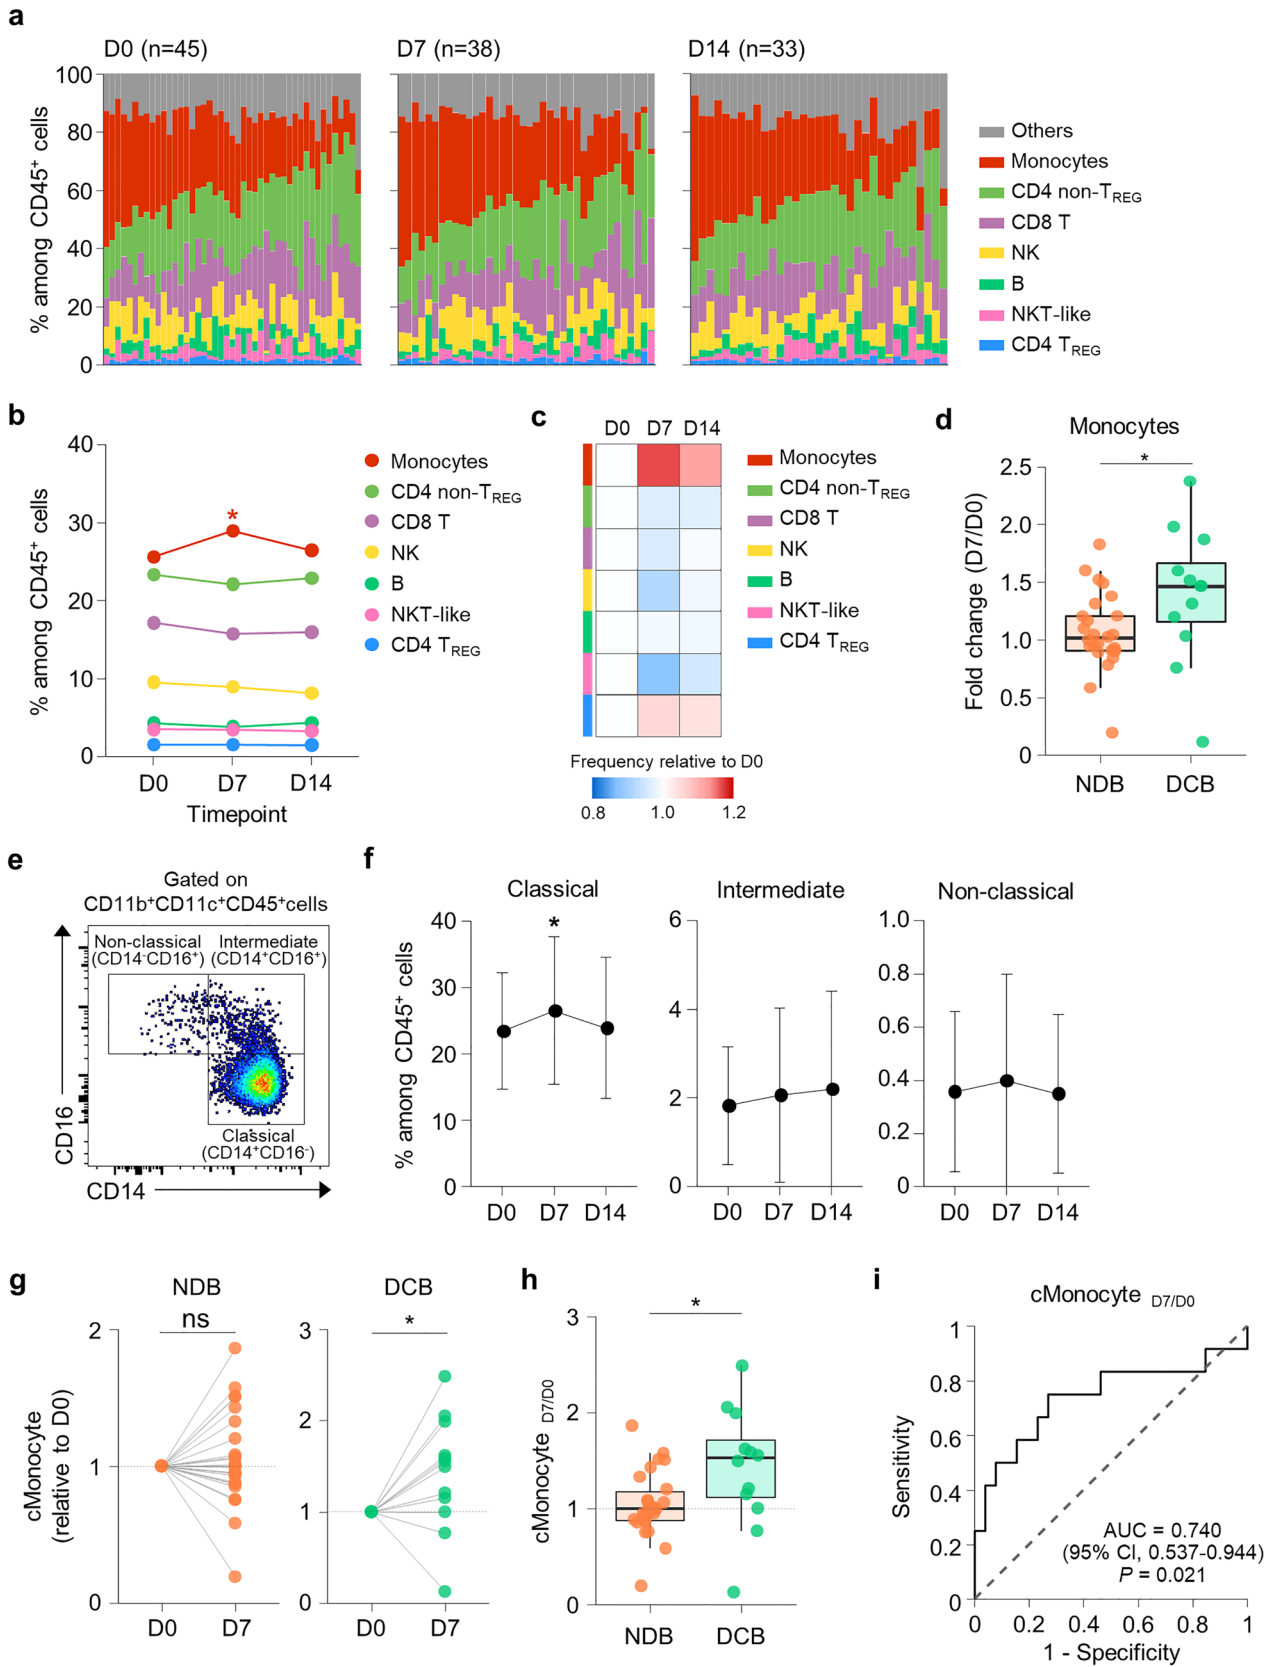 a
D0 (n=45)
D7 (n=38)
D14 (n=33)
% among CD45+ cells
100
80
60
40
20
0
Others
Monocytes
CD4 non-TREG
CD8 T
NK
B
NKT-like
CD4 TREG
b
% among CD45+ cells
40
30
20
10
0
*
D0 D7 D14
Timepoint
Monocytes
CD4 non-TREG
CD8 T
NK
B
NKT-like
CD4 TREG
c
D0 D7 D14
Monocytes
CD4 non-TREG
CD8 T
NK
B
NKT-like
CD4 TREG
Frequency relative to D0
0.8 1.0 1.2
d
Monocytes
*
Fold change (D7/D0)
2.5
2.0
1.5
1.0
0.5
0
NDB DCB
e
Gated on
CD11b+CD11c+CD45+cells
Non-classical
(CD14-CD16+)
Intermediate
(CD14+CD16+)
Classical
(CD14+CD16-)
CD16
CD14
f
% among CD45+ cells
Classical
*
40
30
20
10
0
D0 D7 D14
Intermediate
6
4
2
0
D0 D7 D14
Non-classical
1.0
0.8
0.6
0.4
0.2
0
D0 D7 D14
g
cMonocyte
(relative to D0)
NDB
ns
2
1
0
D0 D7
DCB
*
3
2
1
0
D0 D7
h
cMonocyte D7/D0
*
3
2
1
0
NDB DCB
i
cMonocyte D7/D0
Sensitivity
1
0.8
0.6
0.4
0.2
0
AUC = 0.740
(95% CI, 0.537-0.944)
P = 0.021
0 0.2 0.4 0.6 0.8 1
1 - Specificity